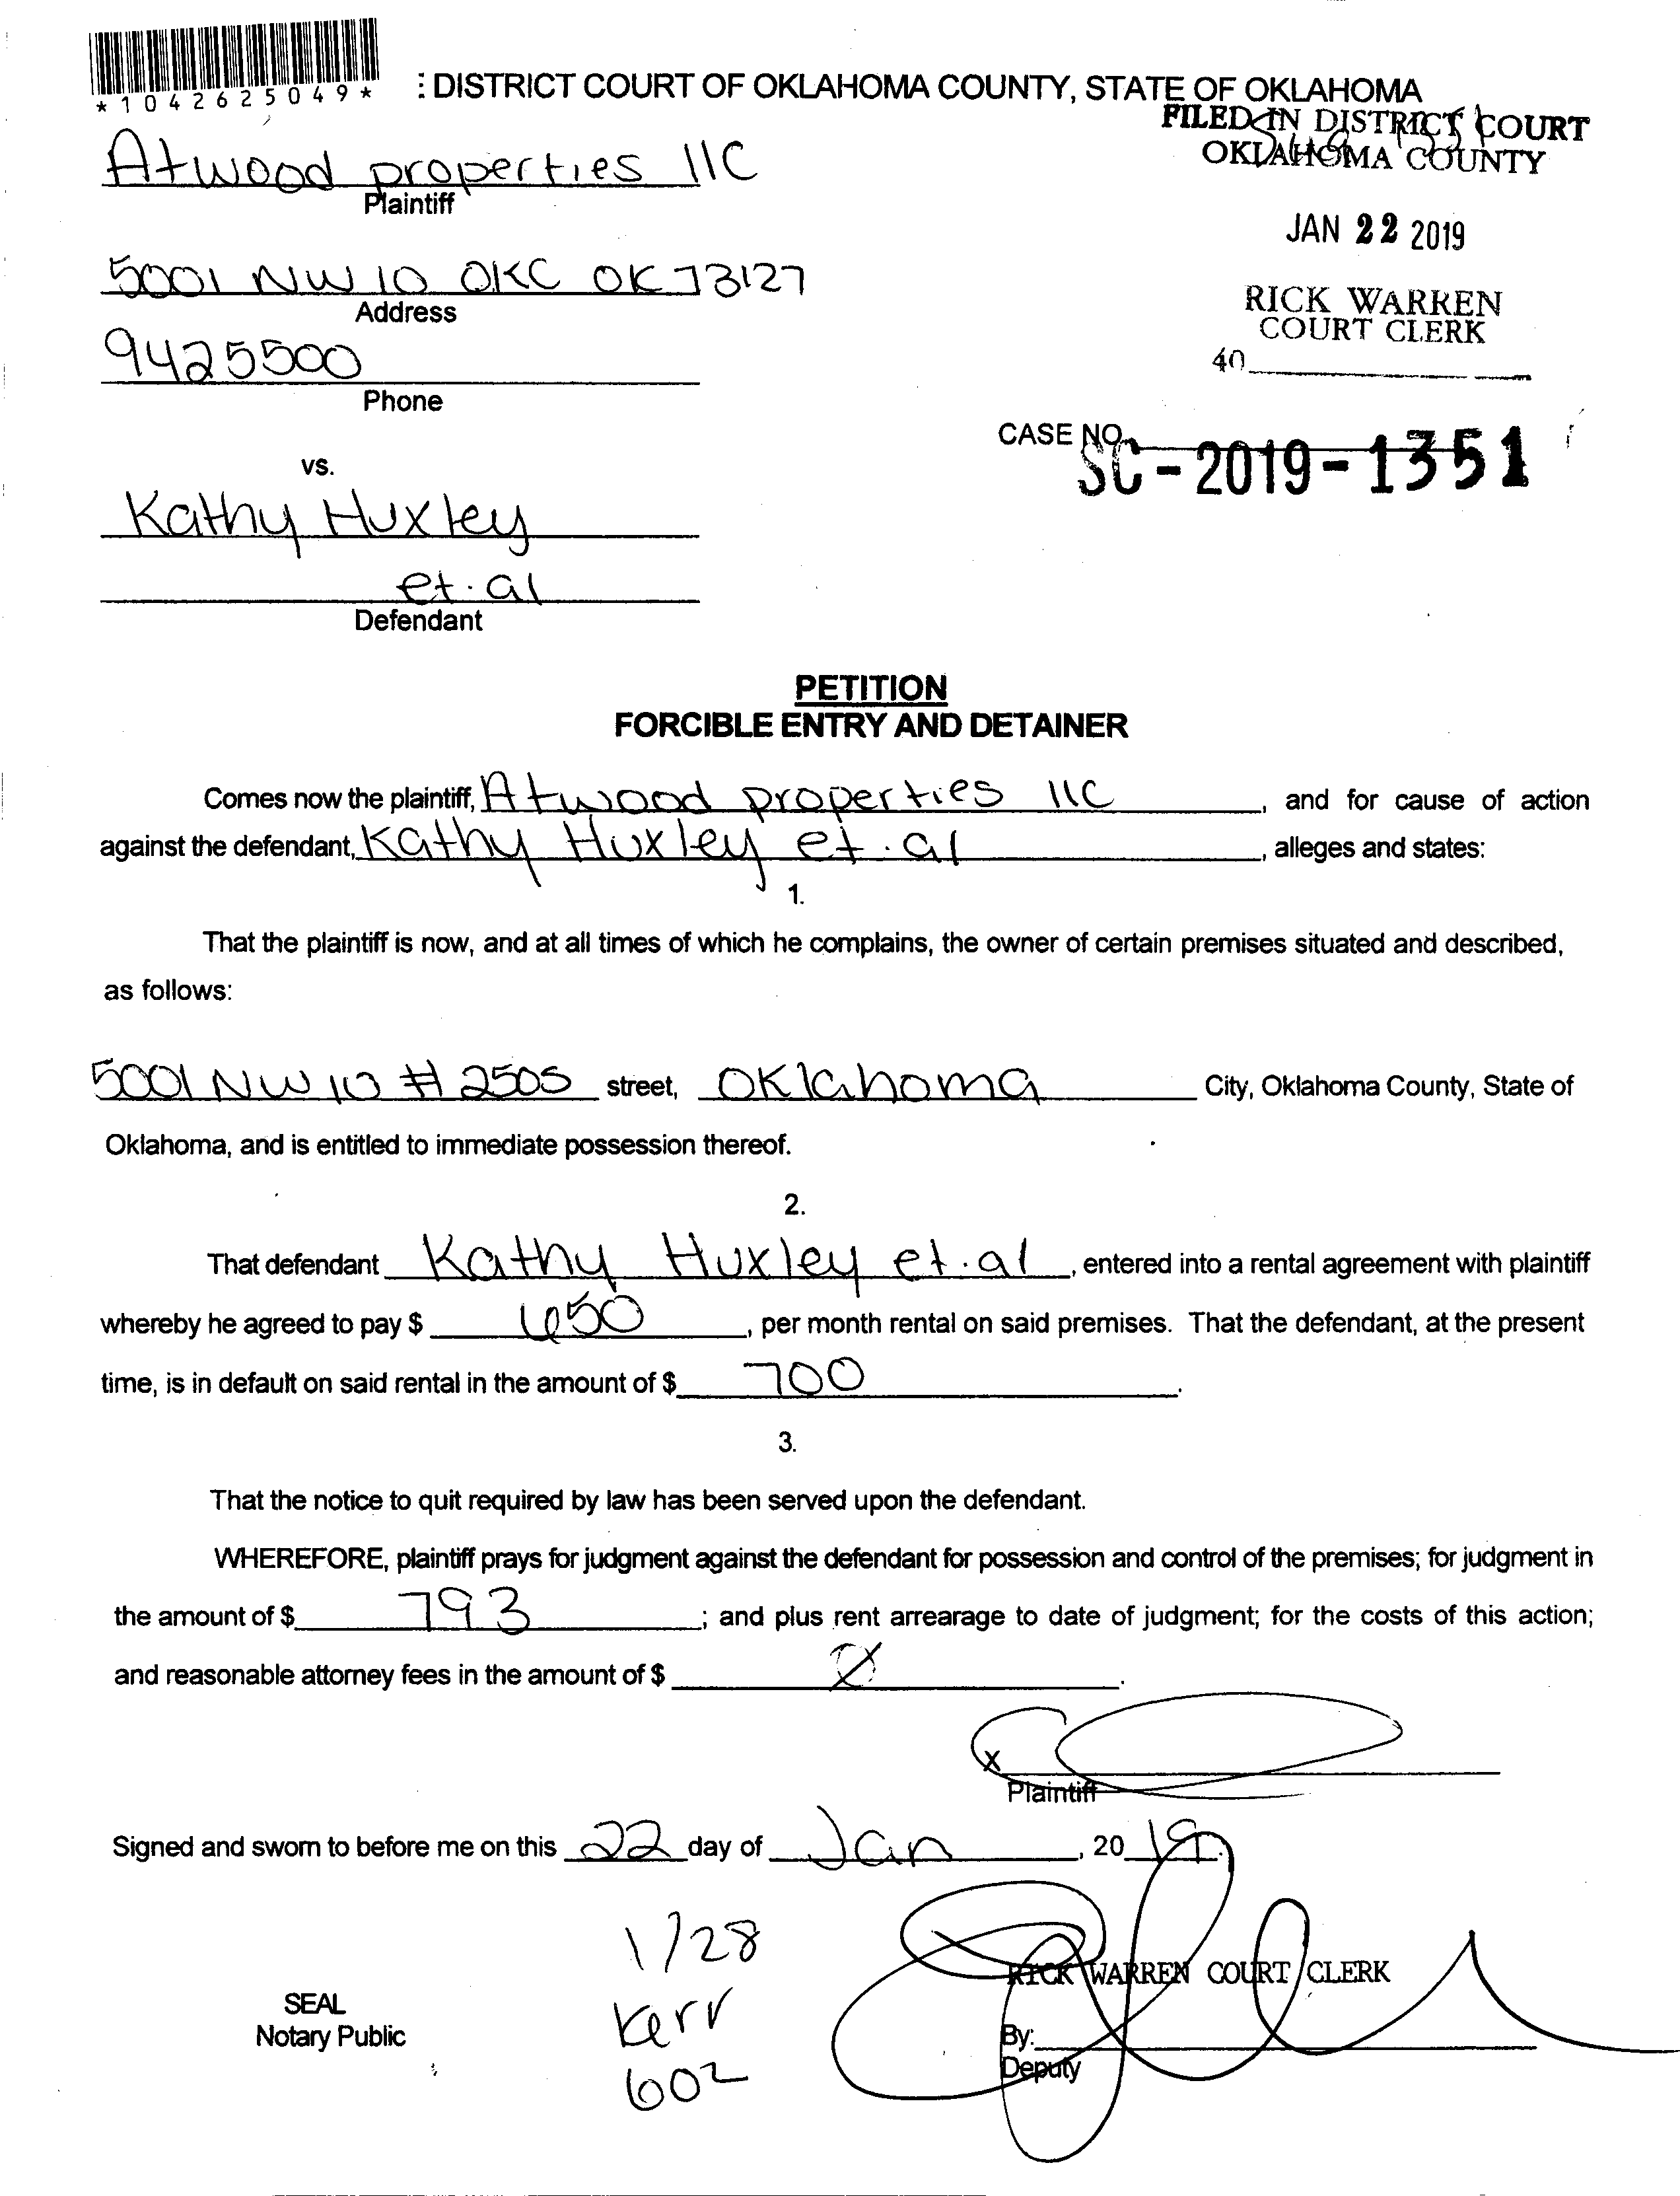 *1042625049*
: DISTRICT COURT OF OKLAHOMA COUNTY, STATE OF OKLAHOMA
FILED IN DISTRICT COURT
OKLAHOMA COUNTY
Atwood properties llC
Plaintiff
JAN 22 2019
5001 NW 10 OKC OK 73127
Address
RICK WARREN
COURT CLERK
40
9425500
Phone
CASE NO.
SC-2019-1351
vs.
Kathy Huxley
et.al
Defendant
PETITION
FORCIBLE ENTRY AND DETAINER
Comes now the plaintiff, Atwood properties llC, and for cause of action
against the defendant, Kathy Huxley et.al, alleges and states:
1.
That the plaintiff is now, and at all times of which he complains, the owner of certain premises situated and described,
as follows:
5001 NW 10 # 2505 street, Oklahoma City, Oklahoma County, State of
Oklahoma, and is entitled to immediate possession thereof.
2.
That defendant Kathy Huxley et.al, entered into a rental agreement with plaintiff
whereby he agreed to pay $ 650, per month rental on said premises. That the defendant, at the present
time, is in default on said rental in the amount of $ 700.
3.
That the notice to quit required by law has been served upon the defendant.
WHEREFORE, plaintiff prays for judgment against the defendant for possession and control of the premises; for judgment in
the amount of $ 793; and plus rent arrearage to date of judgment; for the costs of this action;
and reasonable attorney fees in the amount of $ Ø.
x
Plaintiff
Signed and sworn to before me on this 22 day of Jan, 2019.
1/28
RICK WARREN COURT CLERK
SEAL
Kerr
Notary Public
By:
602
Deputy